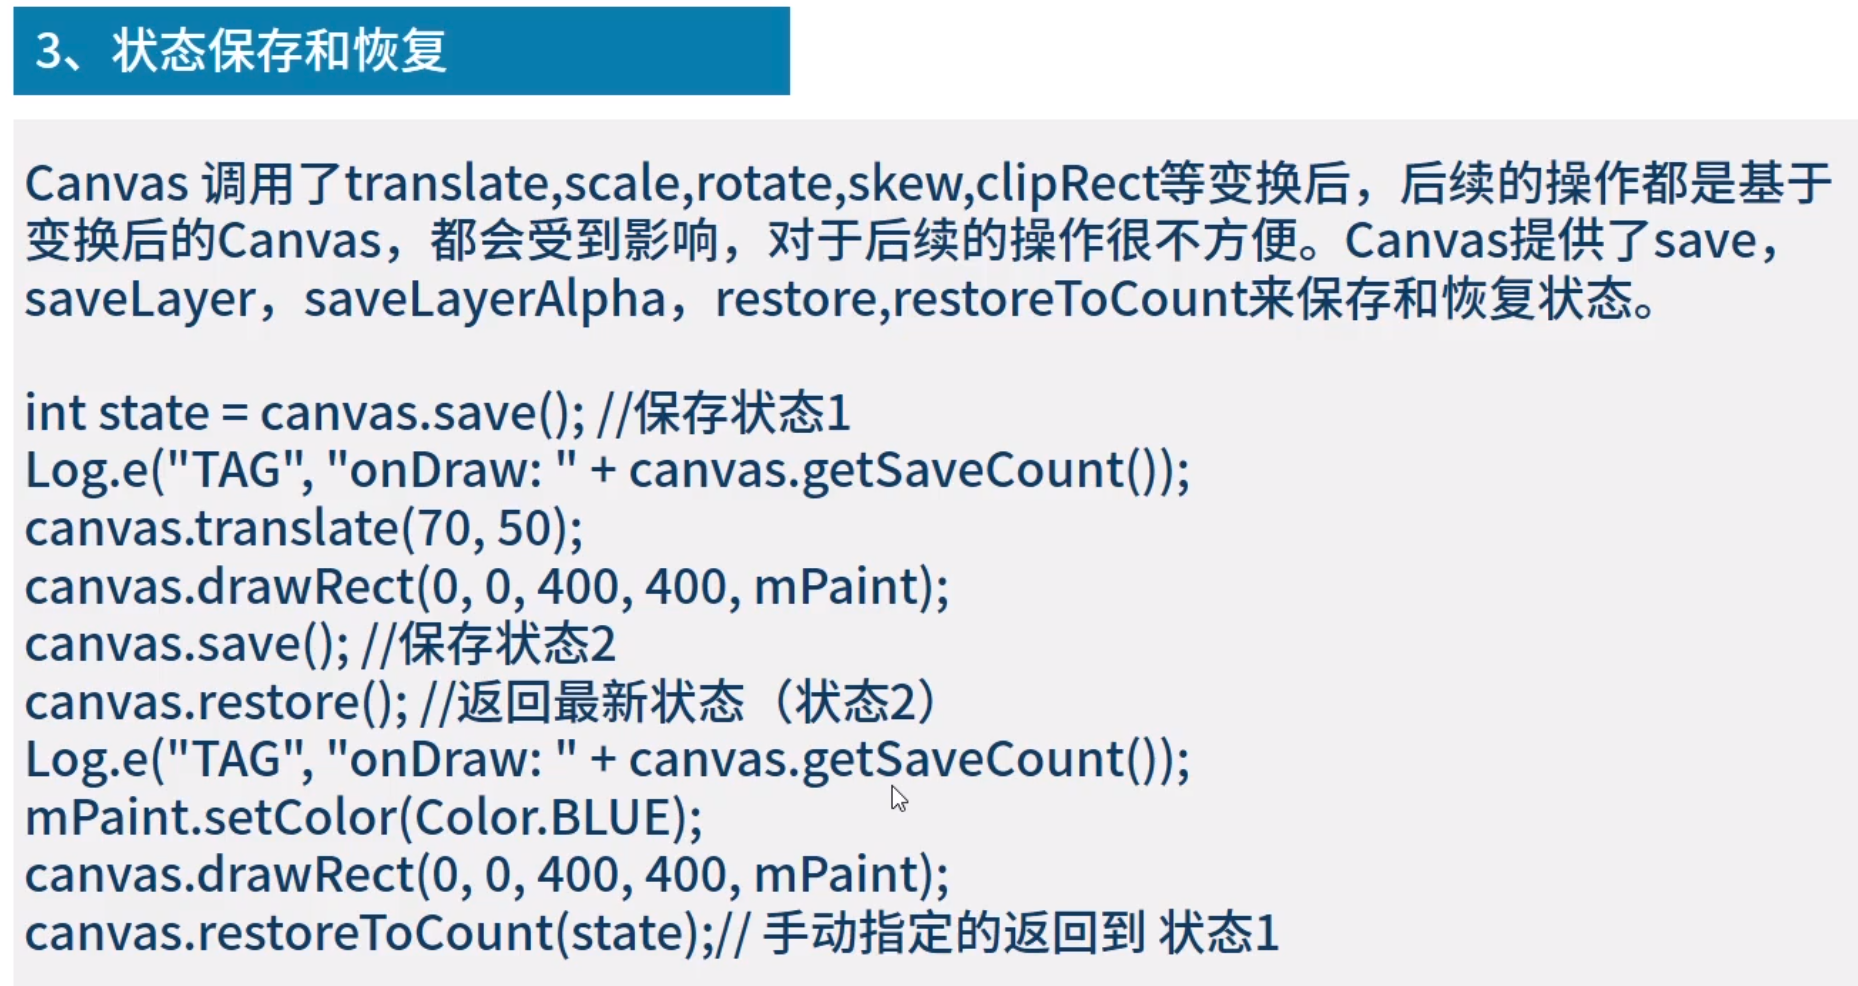 3、状态保存和恢复
Canvas 调用了translate,scale,rotate,skew,clipRect等变换后，后续的操作都是基于
变换后的Canvas，都会受到影响，对于后续的操作很不方便。Canvas提供了save，
saveLayer，saveLayerAlpha，restore,restoreToCount来保存和恢复状态。
int state = canvas.save(); //保存状态1
Log.e("TAG", "onDraw: " + canvas.getSaveCount());
canvas.translate(70, 50);
canvas.drawRect(0, 0, 400, 400, mPaint);
canvas.save(); //保存状态2
canvas.restore(); //返回最新状态（状态2）
Log.e("TAG", "onDraw: " + canvas.getSaveCount());
mPaint.setColor(Color.BLUE);
canvas.drawRect(0, 0, 400, 400, mPaint);
canvas.restoreToCount(state);// 手动指定的返回到 状态1